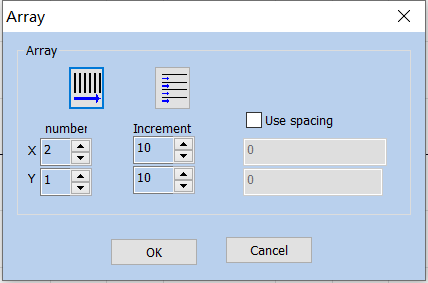 Array
Array
number Increment
Use spacing
X 2 10 0
Y 1 10 0
OK Cancel